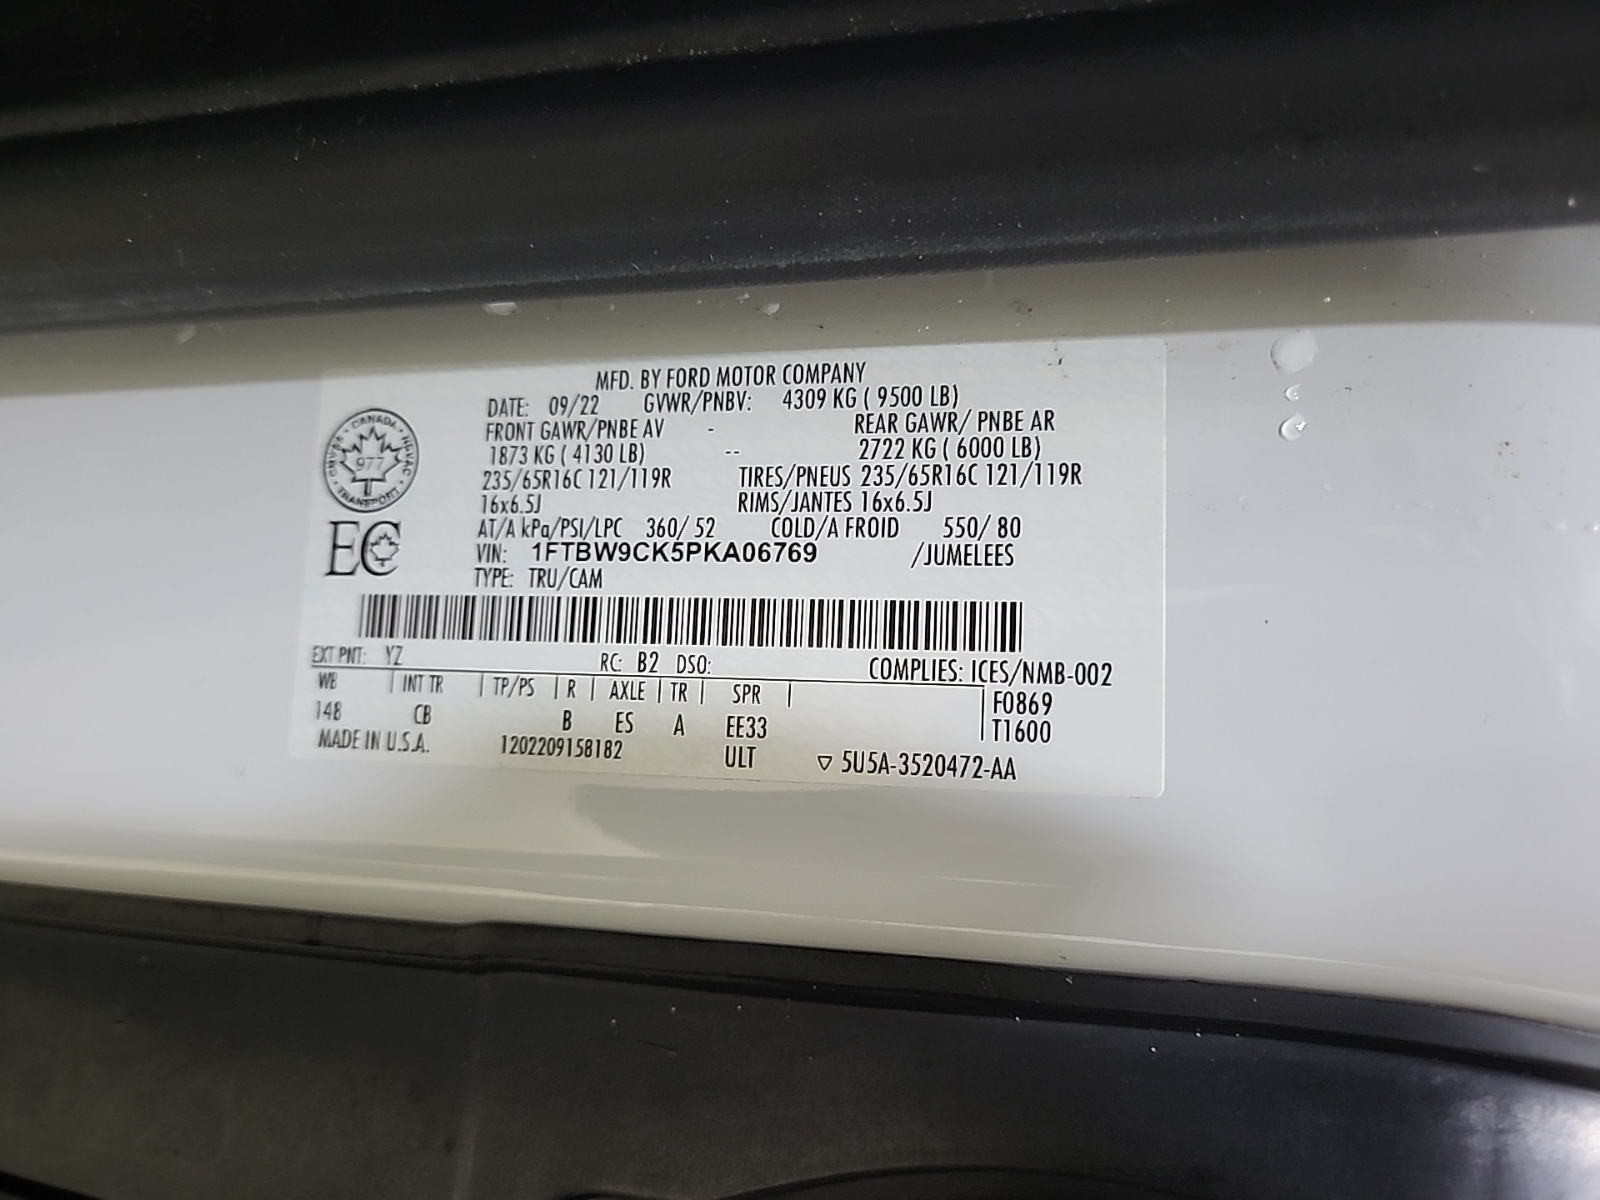 MFD. BY FORD MOTOR COMPANY
DATE: 09/22 GVWR/PNBV: 4309 KG ( 9500 LB)
FRONT GAWR/PNBE AV - REAR GAWR/ PNBE AR
1873 KG ( 4130 LB) -- 2722 KG ( 6000 LB)
235/65R16C 121/119R TIRES/PNEUS 235/65R16C 121/119R
16x6.5J RIMS/JANTES 16x6.5J
AT/A kPa/PSI/LPC 360/ 52 COLD/A FROID 550/ 80
VIN: 1FTBW9CK5PKA06769 /JUMELEES
TYPE: TRU/CAM
CANADA
977
TRANSPORT
EC
EXT PNT: YZ RC: B2 DSO: COMPLIES: ICES/NMB-002
WB | INT TR | TP/PS | R | AXLE | TR | SPR | F0869
148 CB B ES A EE33 T1600
MADE IN U.S.A. 1202209158182 ULT ▽ 5U5A-3520472-AA